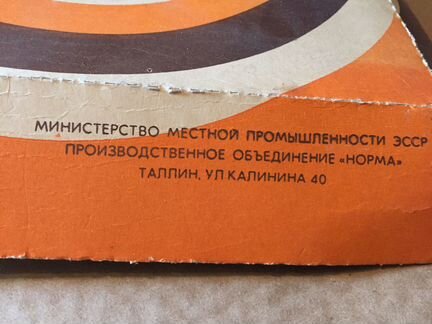 МИНИСТЕРСТВО МЕСТНОЙ ПРОМЫШЛЕННОСТИ ЭССР
ПРОИЗВОДСТВЕННОЕ ОБЪЕДИНЕНИЕ «НОРМА»
ТАЛЛИН, УЛ КАЛИНИНА 40